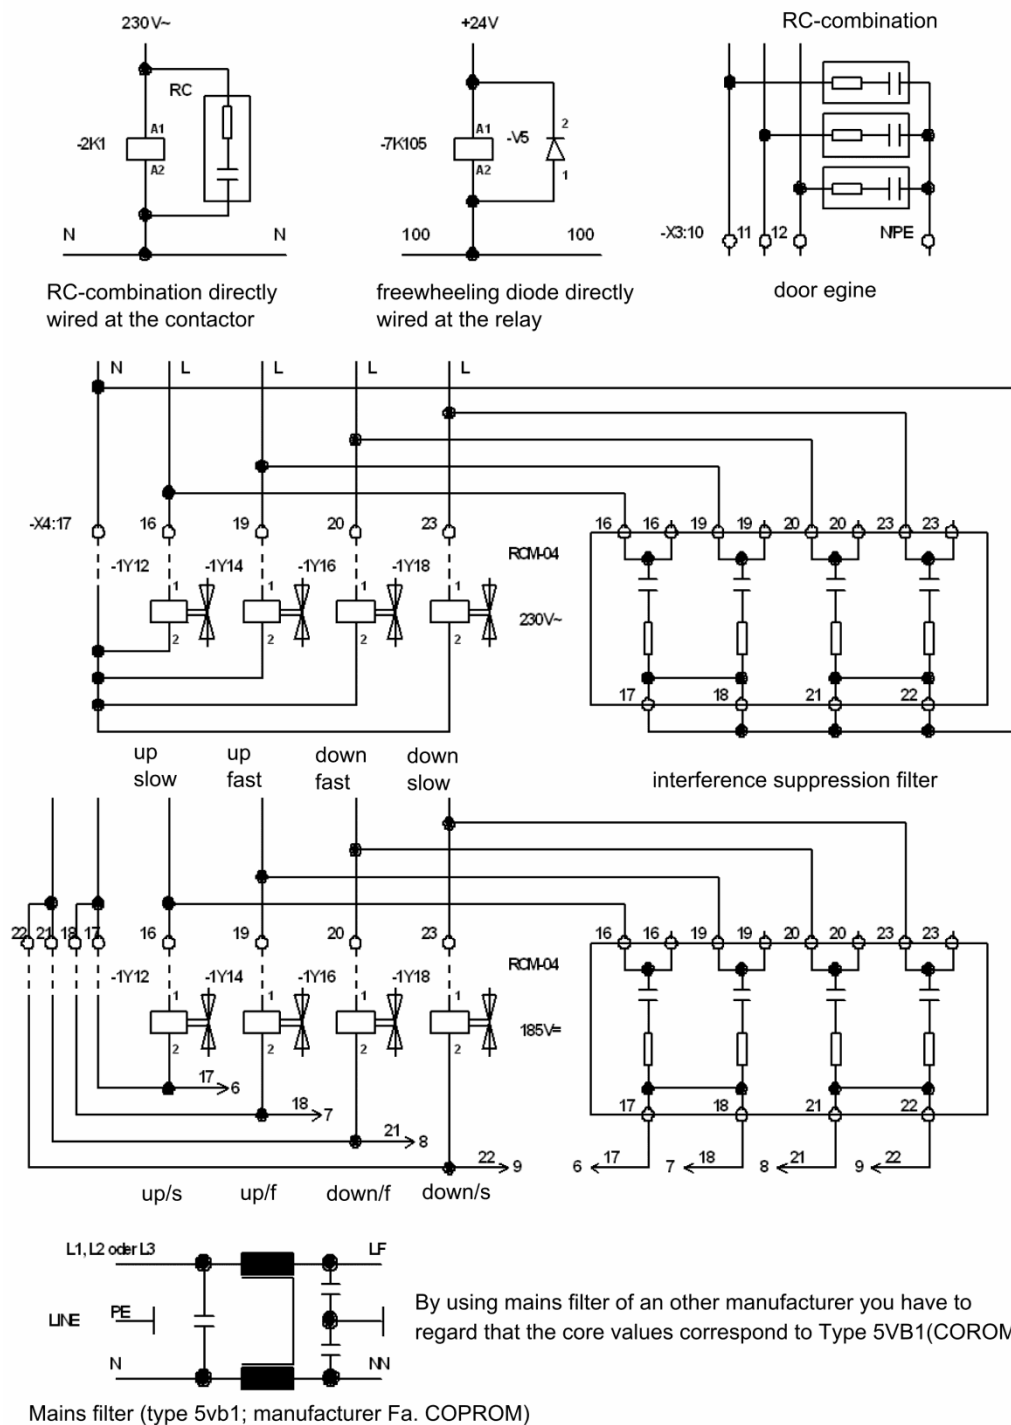 230V~
+24V
RC-combination
RC
-2K1
A1
A2
-7K105
A1
A2
-V5
2
1
N
N
100
100
-X3:10
11
12
N/PE
RC-combination directly
wired at the contactor
freewheeling diode directly
wired at the relay
door egine
N
L
L
L
L
-X4:17
16
19
20
23
16
16
19
19
20
20
23
23
-1Y12
-1Y14
-1Y16
-1Y18
RCM-04
1
1
1
1
230V~
2
2
2
2
17
18
21
22
up
slow
up
fast
down
fast
down
slow
interference suppression filter
22
21
18
17
16
19
20
23
16
16
19
19
20
20
23
23
-1Y12
-1Y14
-1Y16
-1Y18
RCM-04
1
1
1
1
185V=
2
2
2
2
17
6
18
7
21
8
22
9
17
18
21
22
6
17
7
18
8
21
9
22
up/s
up/f
down/f
down/s
L1, L2 oder L3
LF
LINE
PE
N
NN
By using mains filter of an other manufacturer you have to
regard that the core values correspond to Type 5VB1(COROM
Mains filter (type 5vb1; manufacturer Fa. COPROM)